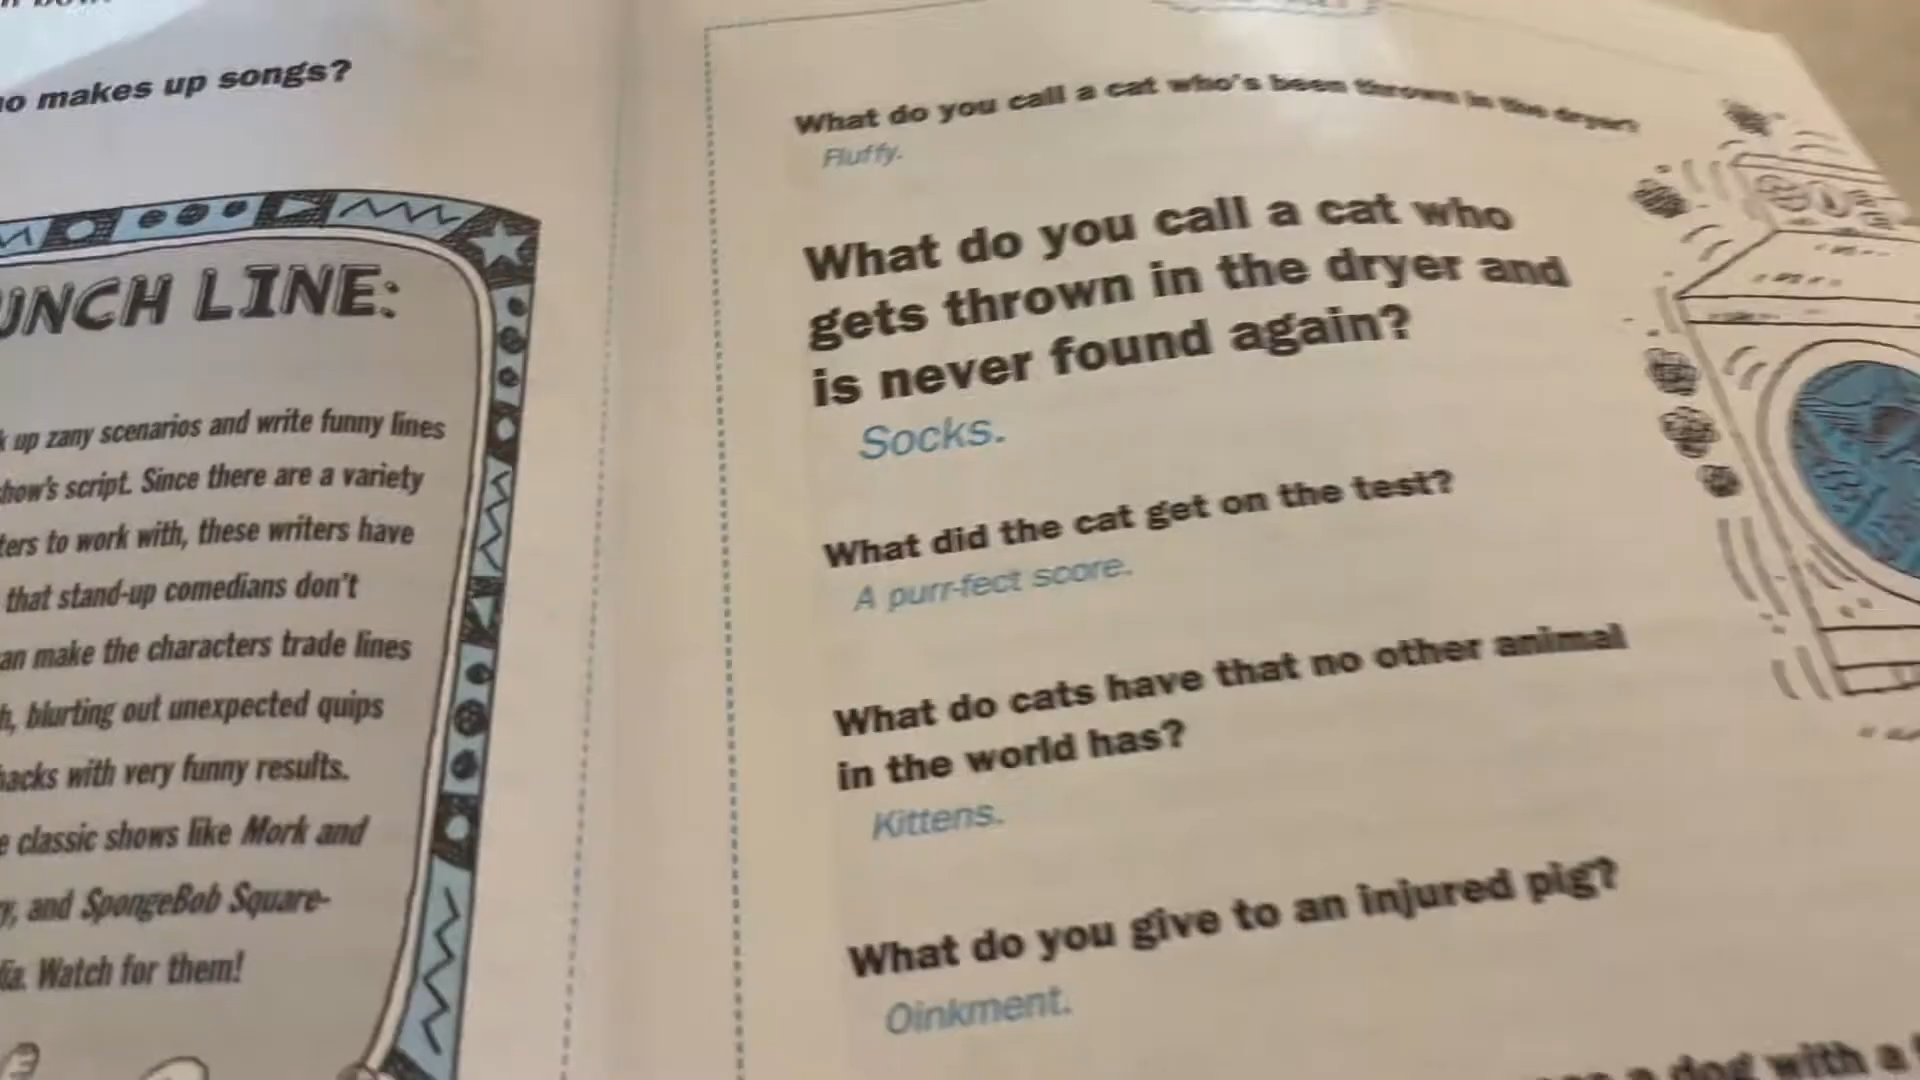 makes up songs?
LINE:
up zany scenarios and write funny lines
script. Since there are a variety
to work with, these writers have
that stand-up comedians don't
make the characters trade lines
blurting out unexpected quips
with very funny results.
classic shows like Mork and
and SpongeBob Square-
Watch for them!
What do you call a cat who's been thrown in the dryer?
Fluffy.
What do you call a cat who
gets thrown in the dryer and
is never found again?
Socks.
What did the cat get on the test?
A purr-fect score.
What do cats have that no other animal
in the world has?
Kittens.
What do you give to an injured pig?
Oinkment.
a dog with a